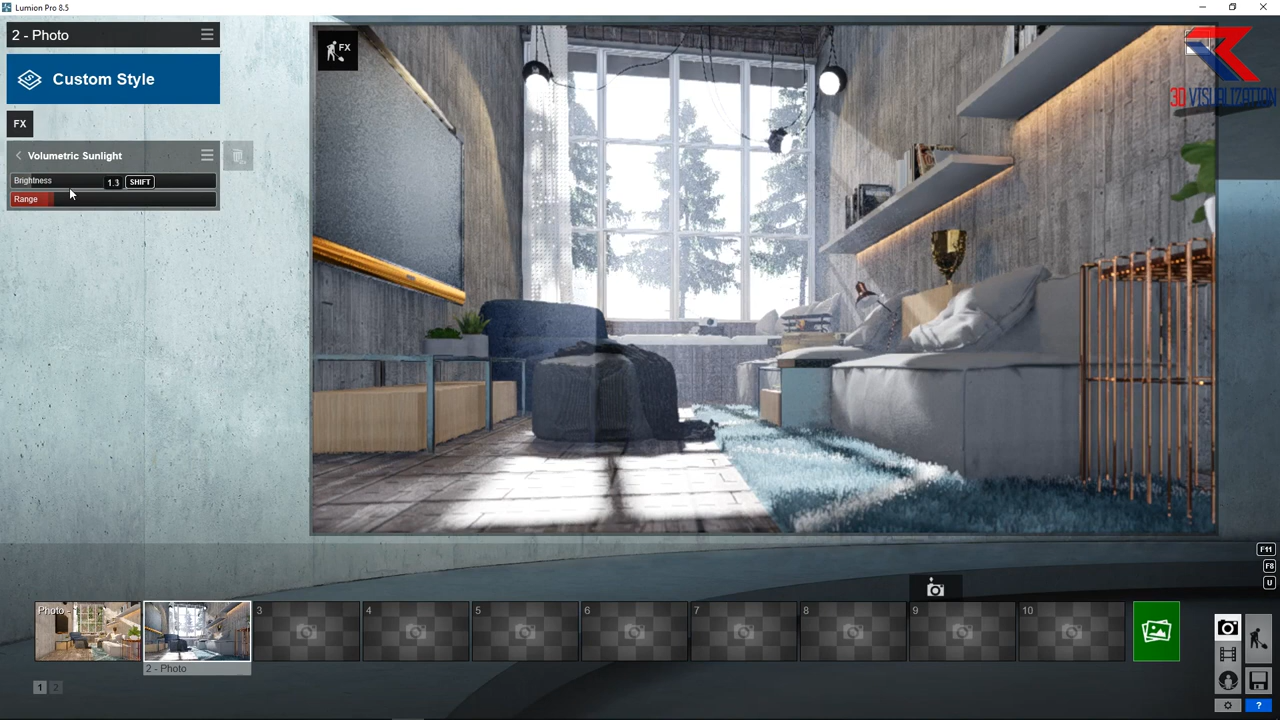 Lumion Pro 8.5
2 - Photo
Custom Style
FX
Volumetric Sunlight
Brightness 1.3 SHIFT
Range
FX
3D VISUALIZATION
F11
F8
U
Photo -
3 4 5 6 7 8 9 10
2 - Photo
1 2
?